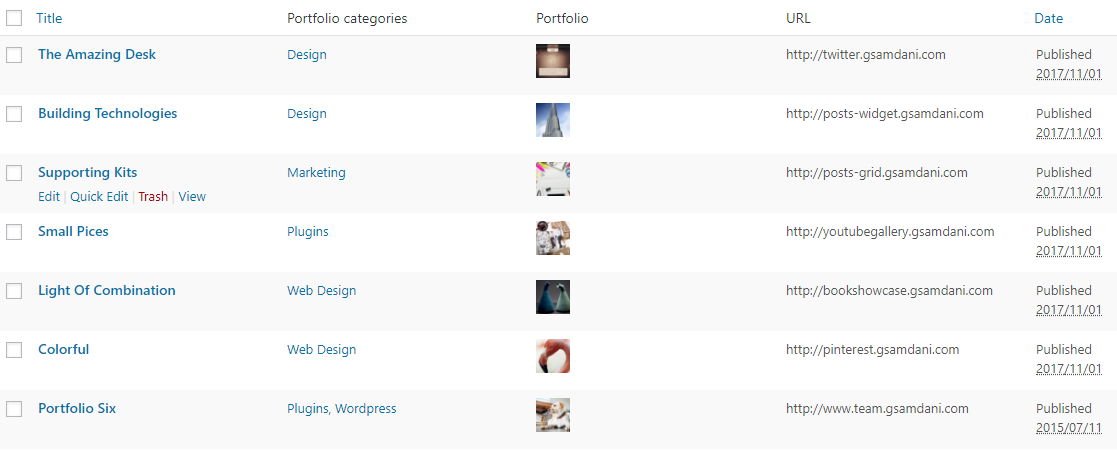 Title Portfolio categories Portfolio URL Date
The Amazing Desk Design http://twitter.gsamdani.com Published
2017/11/01
Building Technologies Design http://posts-widget.gsamdani.com Published
2017/11/01
Supporting Kits Marketing http://posts-grid.gsamdani.com Published
Edit | Quick Edit | Trash | View 2017/11/01
Small Pices Plugins http://youtubegallery.gsamdani.com Published
2017/11/01
Light Of Combination Web Design http://bookshowcase.gsamdani.com Published
2017/11/01
Colorful Web Design http://pinterest.gsamdani.com Published
2017/11/01
Portfolio Six Plugins, Wordpress http://www.team.gsamdani.com Published
2015/07/11